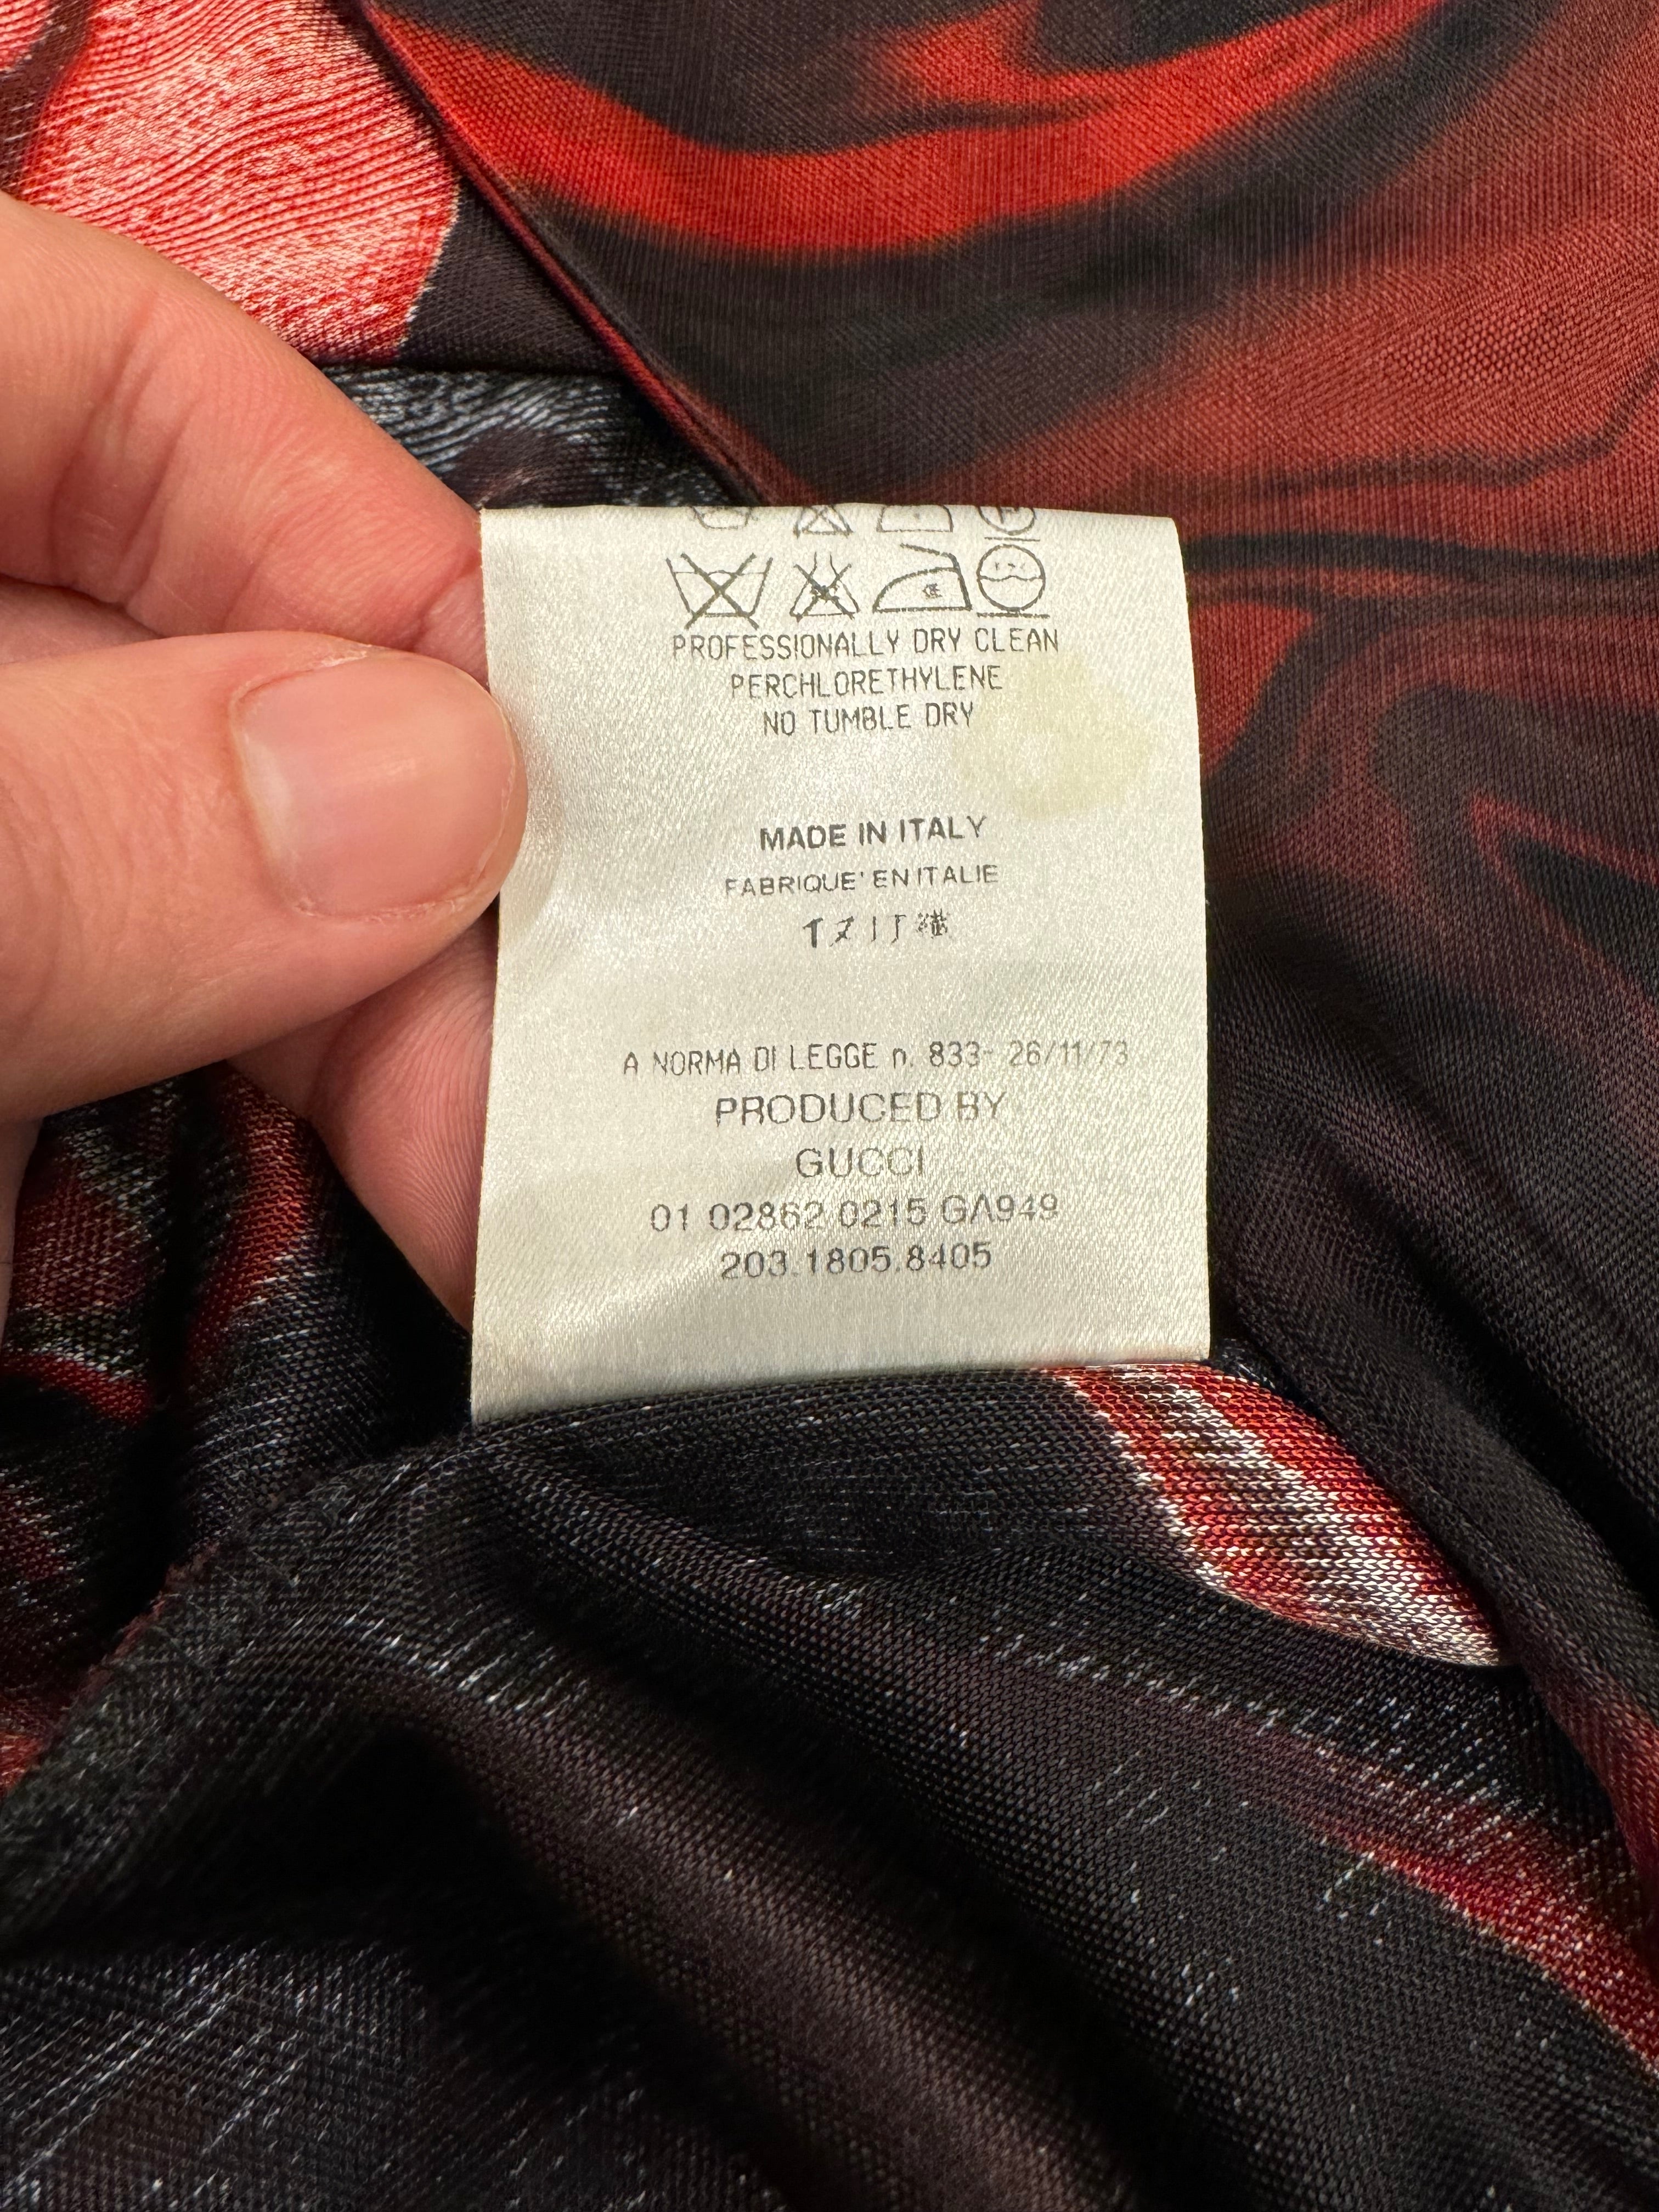 PROFESSIONALLY DRY CLEAN
PERCHLORETHYLENE
NO TUMBLE DRY
MADE IN ITALY
FABRIQUE' EN ITALIE
A NORMA DI LEGGE n. 833- 26/11/73
PRODUCED BY
GUCCI
01 02862 0215 GA949
203.1805.8405